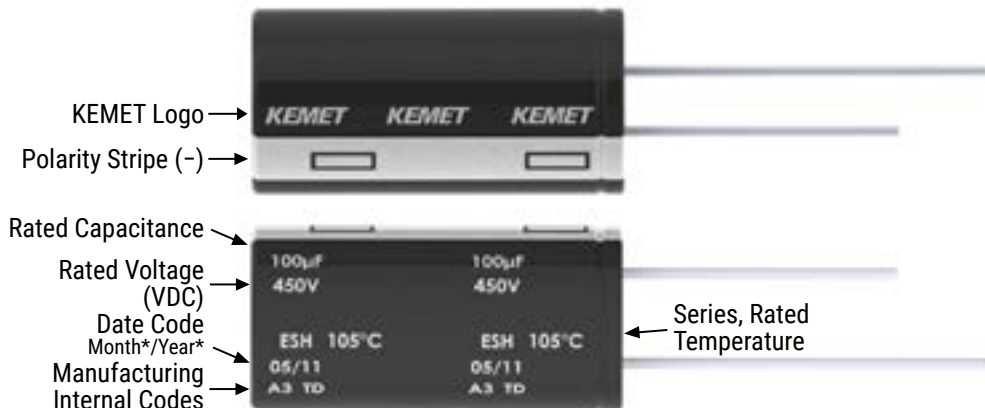 KEMET Logo
KEMET KEMET KEMET
Polarity Stripe (−)
Rated Capacitance
100µF 100µF
Rated Voltage
(VDC)
450V 450V
Series, Rated
Temperature
ESH 105°C ESH 105°C
Date Code
Month*/Year*
05/11 05/11
Manufacturing
Internal Codes
A3 TD A3 TD